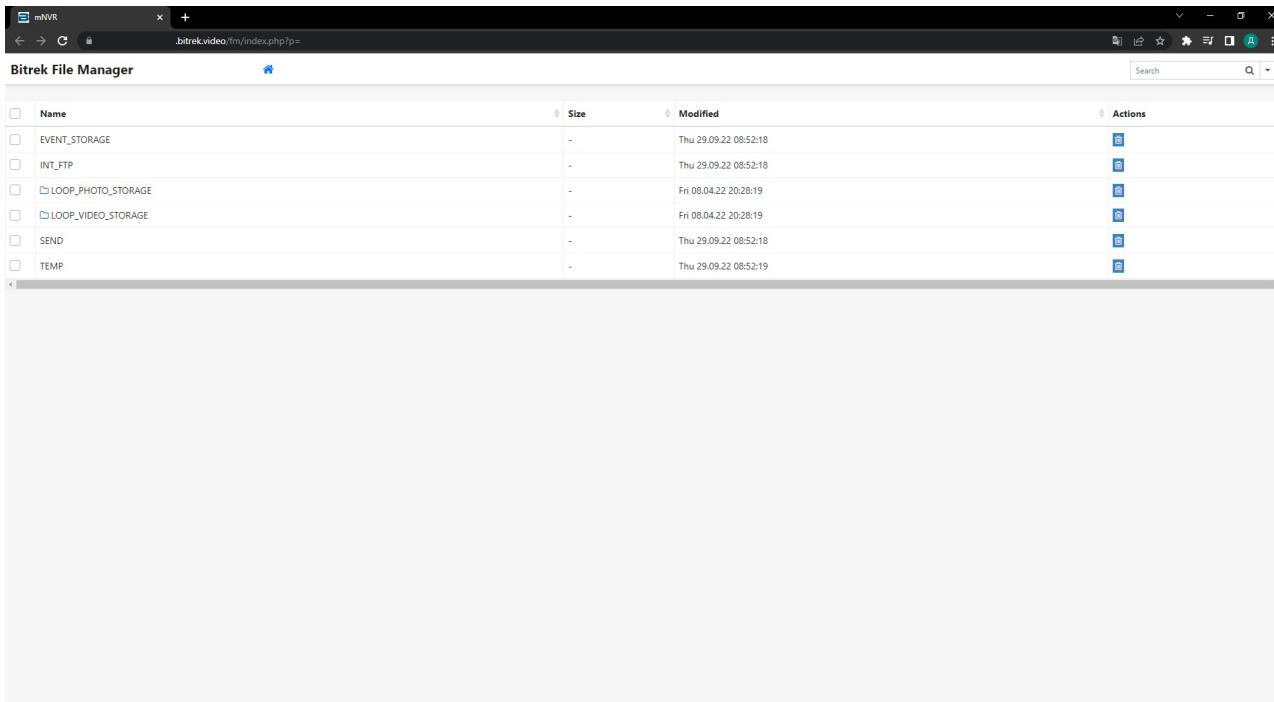 mNVR
.bitrek.video/fm/index.php?p=
Д
Bitrek File Manager
Search
Name Size Modified Actions
EVENT_STORAGE - Thu 29.09.22 08:52:18
INT_FTP - Thu 29.09.22 08:52:18
LOOP_PHOTO_STORAGE - Fri 08.04.22 20:28:19
LOOP_VIDEO_STORAGE - Fri 08.04.22 20:28:19
SEND - Thu 29.09.22 08:52:18
TEMP - Thu 29.09.22 08:52:19